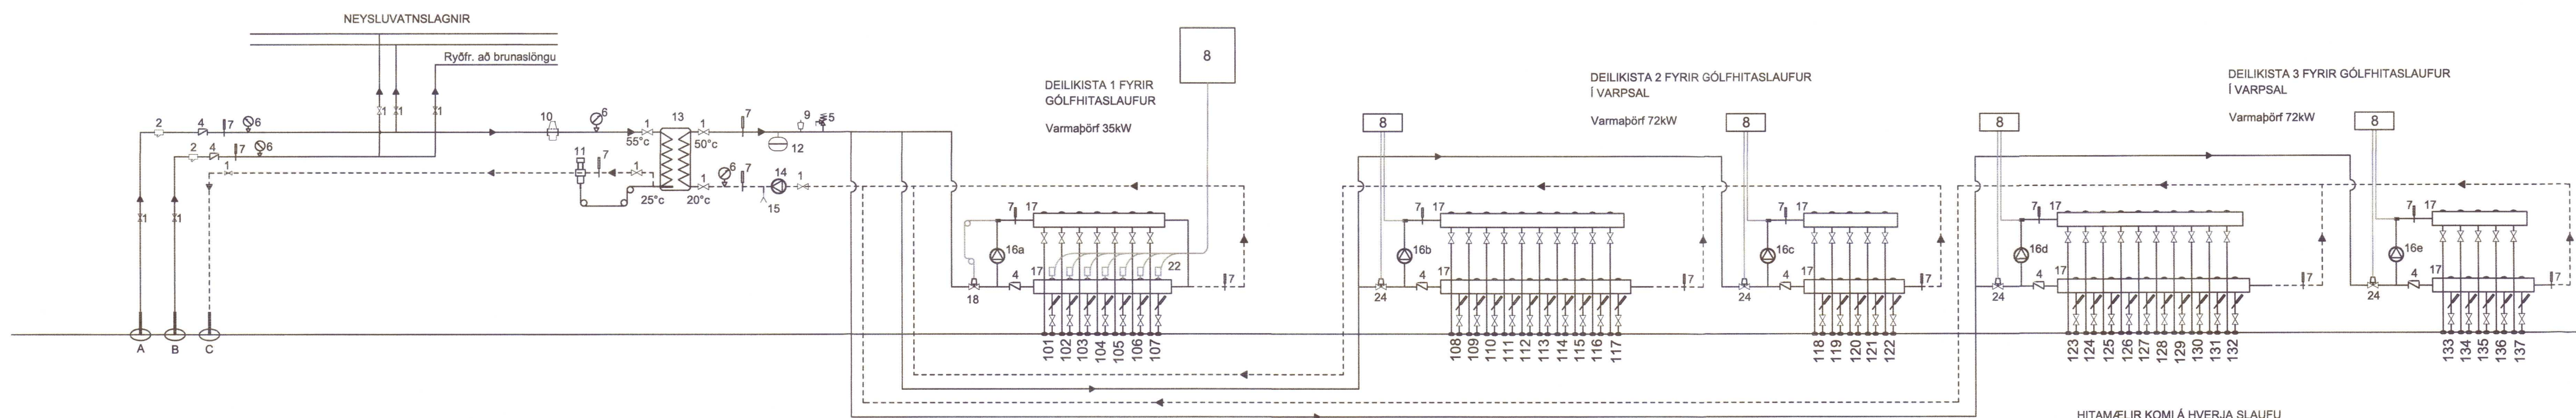 NEYSLUVATNSLAGNIR
Ryðfr. að brunaslöngu
1 1 1
2 4 7 6
10 6 1 13 1 7 9 5
55°c 50°c 12
2 4 7 6
1 11 7 1
6 1 7 14 1
25°c 20°c 15
1 1
A B C
DEILIKISTA 1 FYRIR
GÓLFHITASLAUFUR
Varmaþörf 35kW
8
7 17
16a
4 17 22 7
18
101 102 103 104 105 106 107
DEILIKISTA 2 FYRIR GÓLFHITASLAUFUR
Í VARPSAL
Varmaþörf 72kW
8 8
7 17 7 17
16b 16c
4 17 7 4 17 7
24 24
108 109 110 111 112 113 114 115 116 117
118 119 120 121 122
DEILIKISTA 3 FYRIR GÓLFHITASLAUFUR
Í VARPSAL
Varmaþörf 72kW
8 8
7 17 7 17
16d 16e
4 17 7 4 17 7
24 24
123 124 125 126 127 128 129 130 131 132
133 134 135 136 137
HITAMÆLIR KOMI Á HVERJA SLAUFU